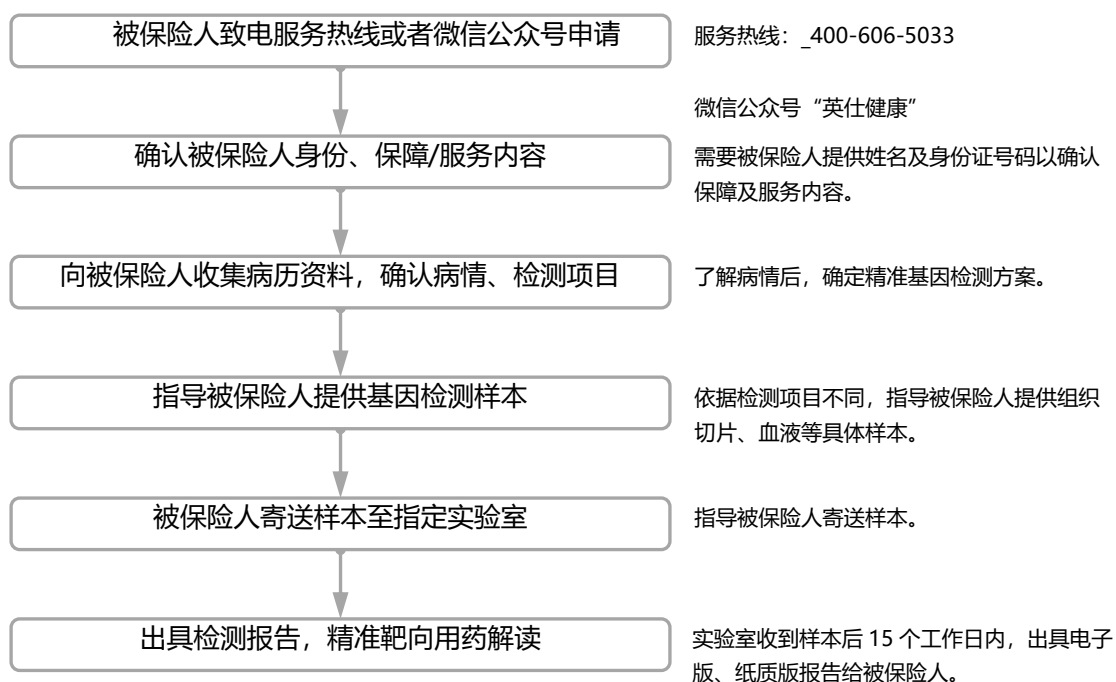 被保险人致电服务热线或者微信公众号申请
服务热线：_400-606-5033
微信公众号“英仕健康”
确认被保险人身份、保障/服务内容
需要被保险人提供姓名及身份证号码以确认
保障及服务内容。
向被保险人收集病历资料，确认病情、检测项目
了解病情后，确定精准基因检测方案。
指导被保险人提供基因检测样本
依据检测项目不同，指导被保险人提供组织
切片、血液等具体样本。
被保险人寄送样本至指定实验室
指导被保险人寄送样本。
出具检测报告，精准靶向用药解读
实验室收到样本后 15 个工作日内，出具电子
版、纸质版报告给被保险人。